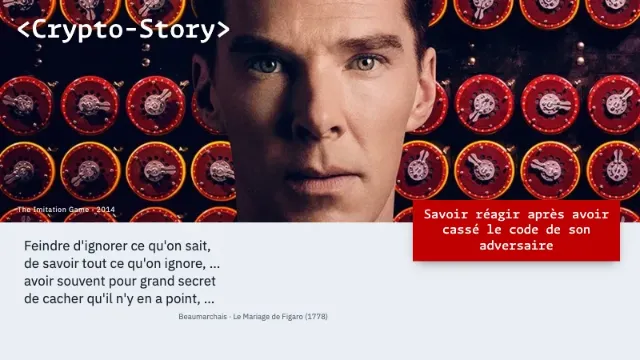 <Crypto-Story>
The Imitation Game - 2014
Savoir réagir après avoir
cassé le code de son
adversaire
Feindre d'ignorer ce qu'on sait,
de savoir tout ce qu'on ignore, ...
avoir souvent pour grand secret
de cacher qu'il n'y en a point, ...
Beaumarchais - Le Mariage de Figaro (1778)